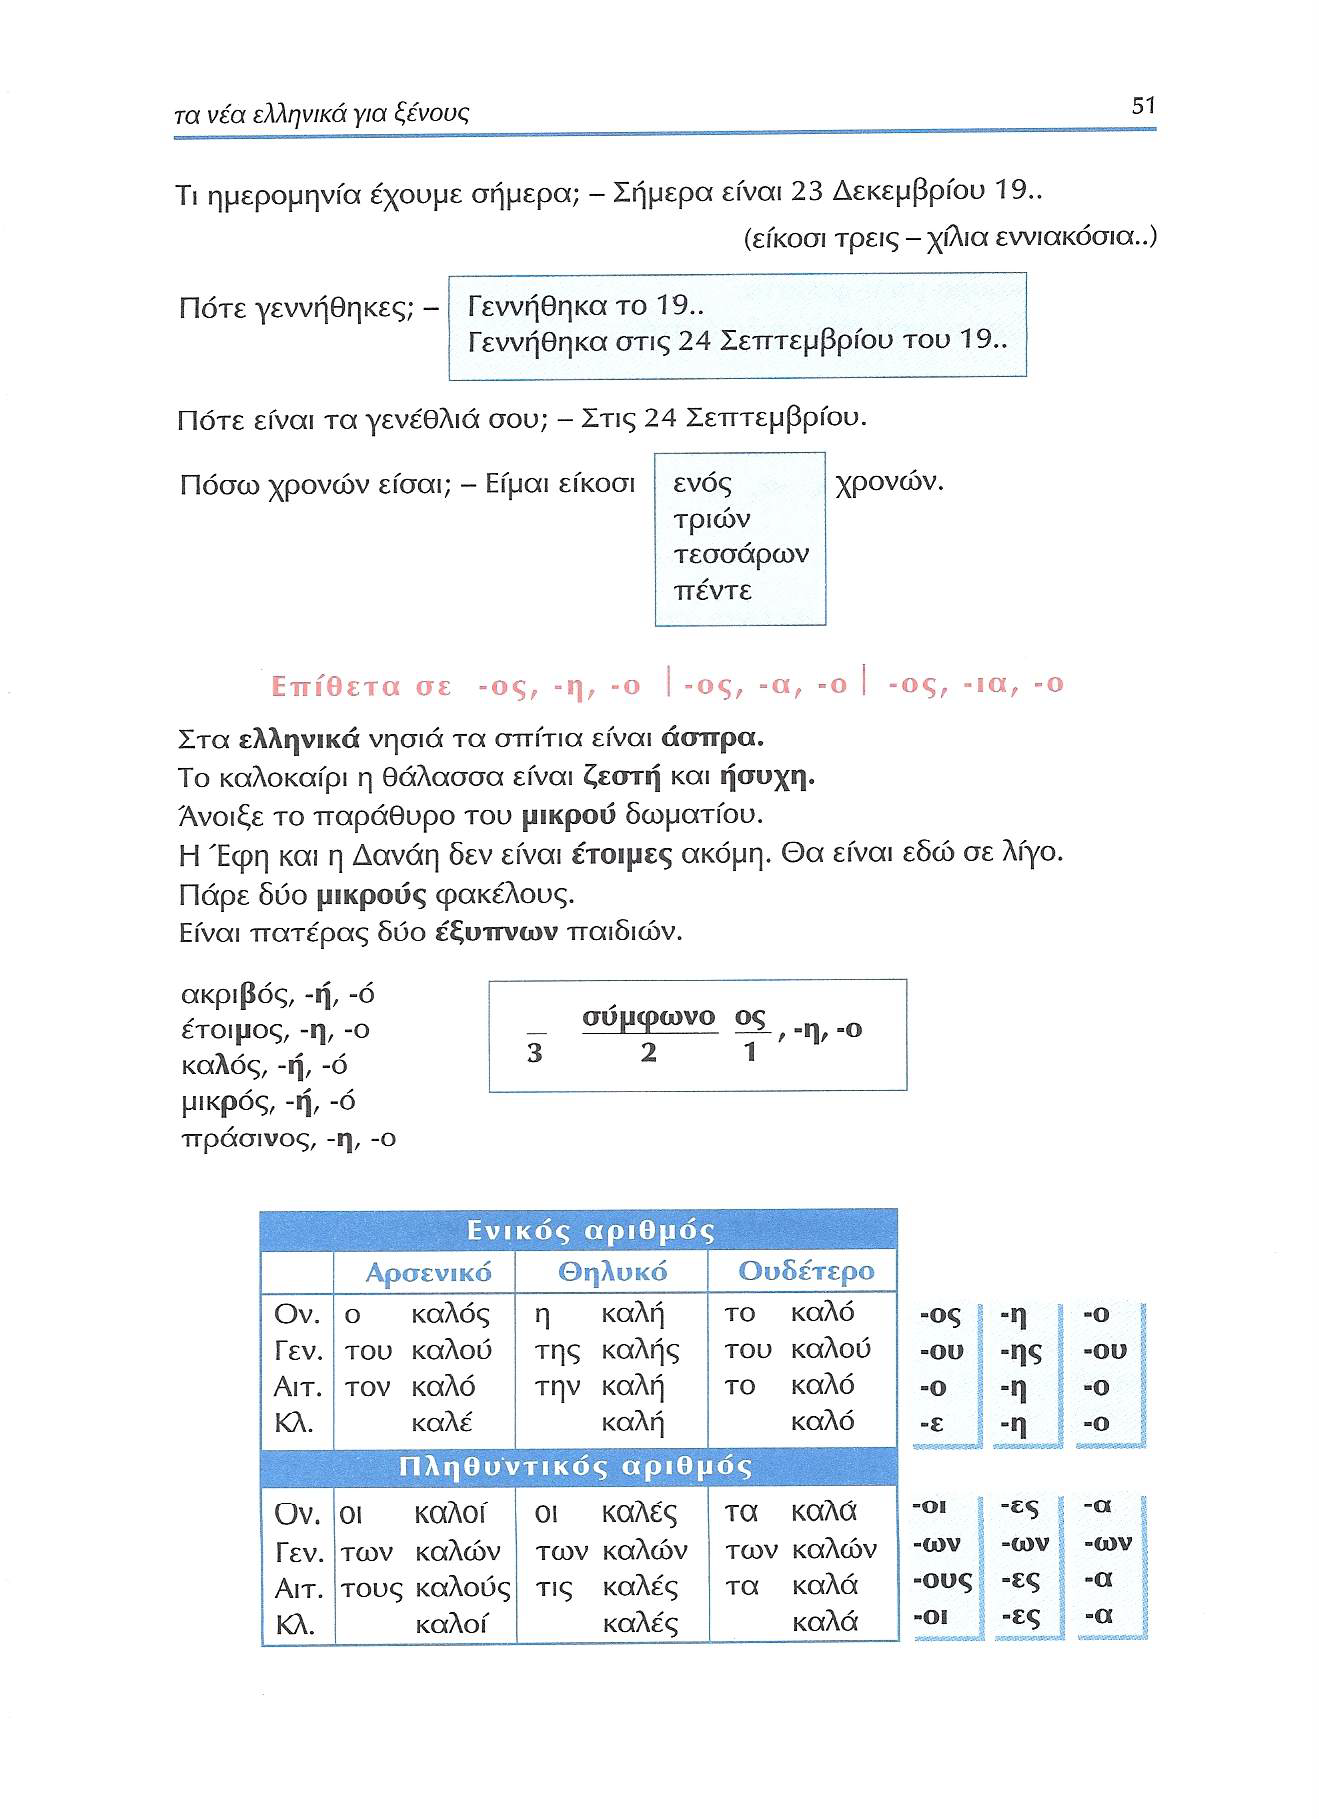 τα νέα ελληνικά για ξένους 51
Τι ημερομηνία έχουμε σήμερα; – Σήμερα είναι 23 Δεκεμβρίου 19..
(είκοσι τρεις – χίλια εννιακόσια..)
Πότε γεννήθηκες; – Γεννήθηκα το 19..
Γεννήθηκα στις 24 Σεπτεμβρίου του 19..
Πότε είναι τα γενέθλιά σου; – Στις 24 Σεπτεμβρίου.
Πόσω χρονών είσαι; – Είμαι είκοσι ενός χρονών.
τριών
τεσσάρων
πέντε
Επίθετα σε -ος, -η, -ο | -ος, -α, -ο | -ος, -ια, -ο
Στα ελληνικά νησιά τα σπίτια είναι άσπρα.
Το καλοκαίρι η θάλασσα είναι ζεστή και ήσυχη.
Άνοιξε το παράθυρο του μικρού δωματίου.
Η Έφη και η Δανάη δεν είναι έτοιμες ακόμη. Θα είναι εδώ σε λίγο.
Πάρε δύο μικρούς φακέλους.
Είναι πατέρας δύο έξυπνων παιδιών.
ακριβός, -ή, -ό
έτοιμος, -η, -ο
καλός, -ή, -ό
μικρός, -ή, -ό
πράσινος, -η, -ο
_ σύμφωνο ος , -η, -ο
3 2 1
Ενικός αριθμός
Αρσενικό Θηλυκό Ουδέτερο
Ον. ο καλός η καλή το καλό -ος -η -ο
Γεν. του καλού της καλής του καλού -ου -ης -ου
Αιτ. τον καλό την καλή το καλό -ο -η -ο
Κλ. καλέ καλή καλό -ε -η -ο
Πληθυντικός αριθμός
Ον. οι καλοί οι καλές τα καλά -οι -ες -α
Γεν. των καλών των καλών των καλών -ων -ων -ων
Αιτ. τους καλούς τις καλές τα καλά -ους -ες -α
Κλ. καλοί καλές καλά -οι -ες -α